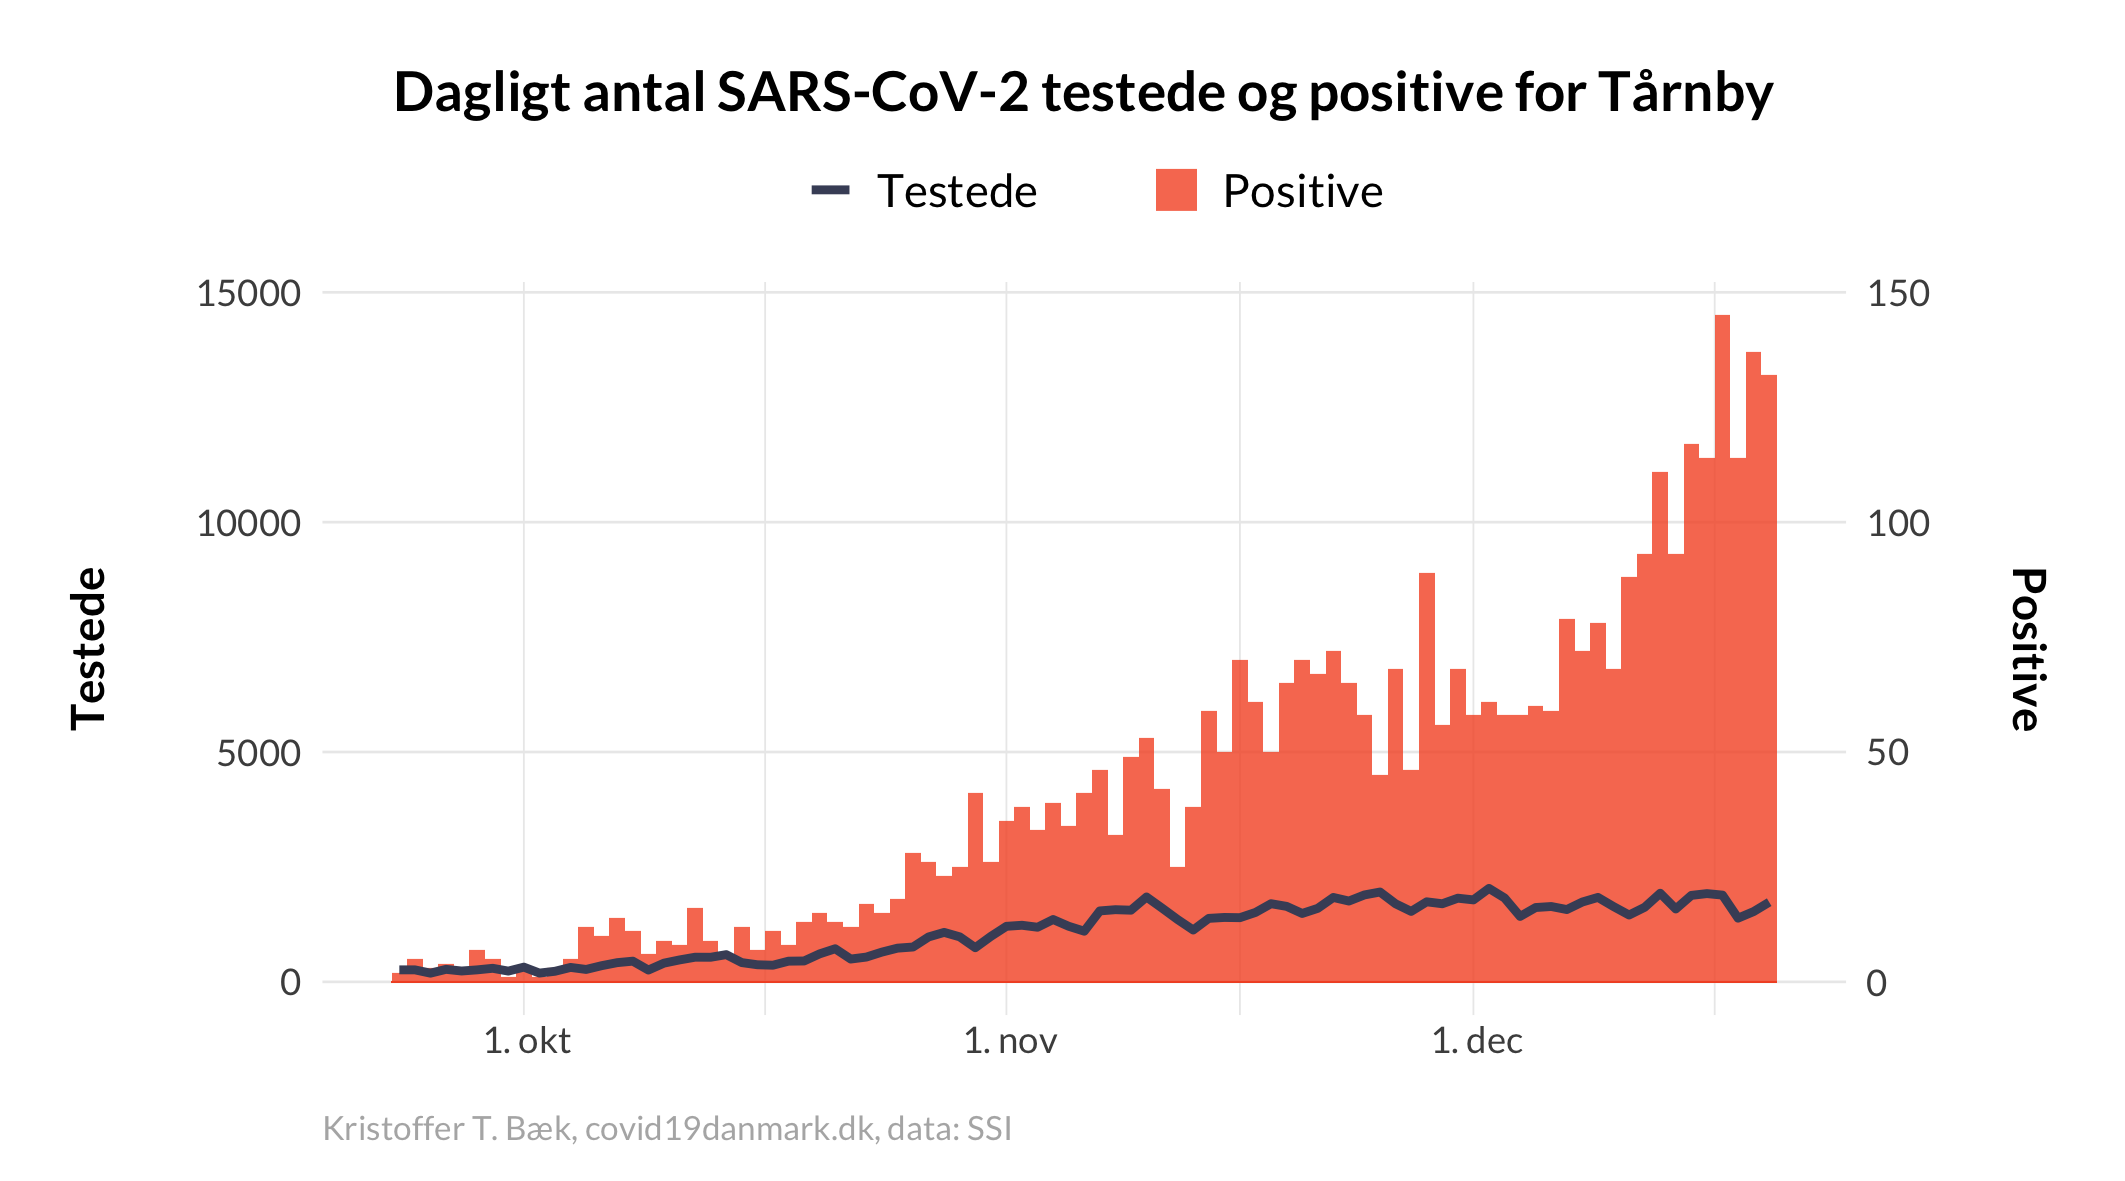 Dagligt antal SARS-CoV-2 testede og positive for Tårnby
Testede
Positive
15000
10000
5000
0
Testede
150
100
50
0
Positive
1. okt
1. nov
1. dec
Kristoffer T. Bæk, covid19danmark.dk, data: SSI